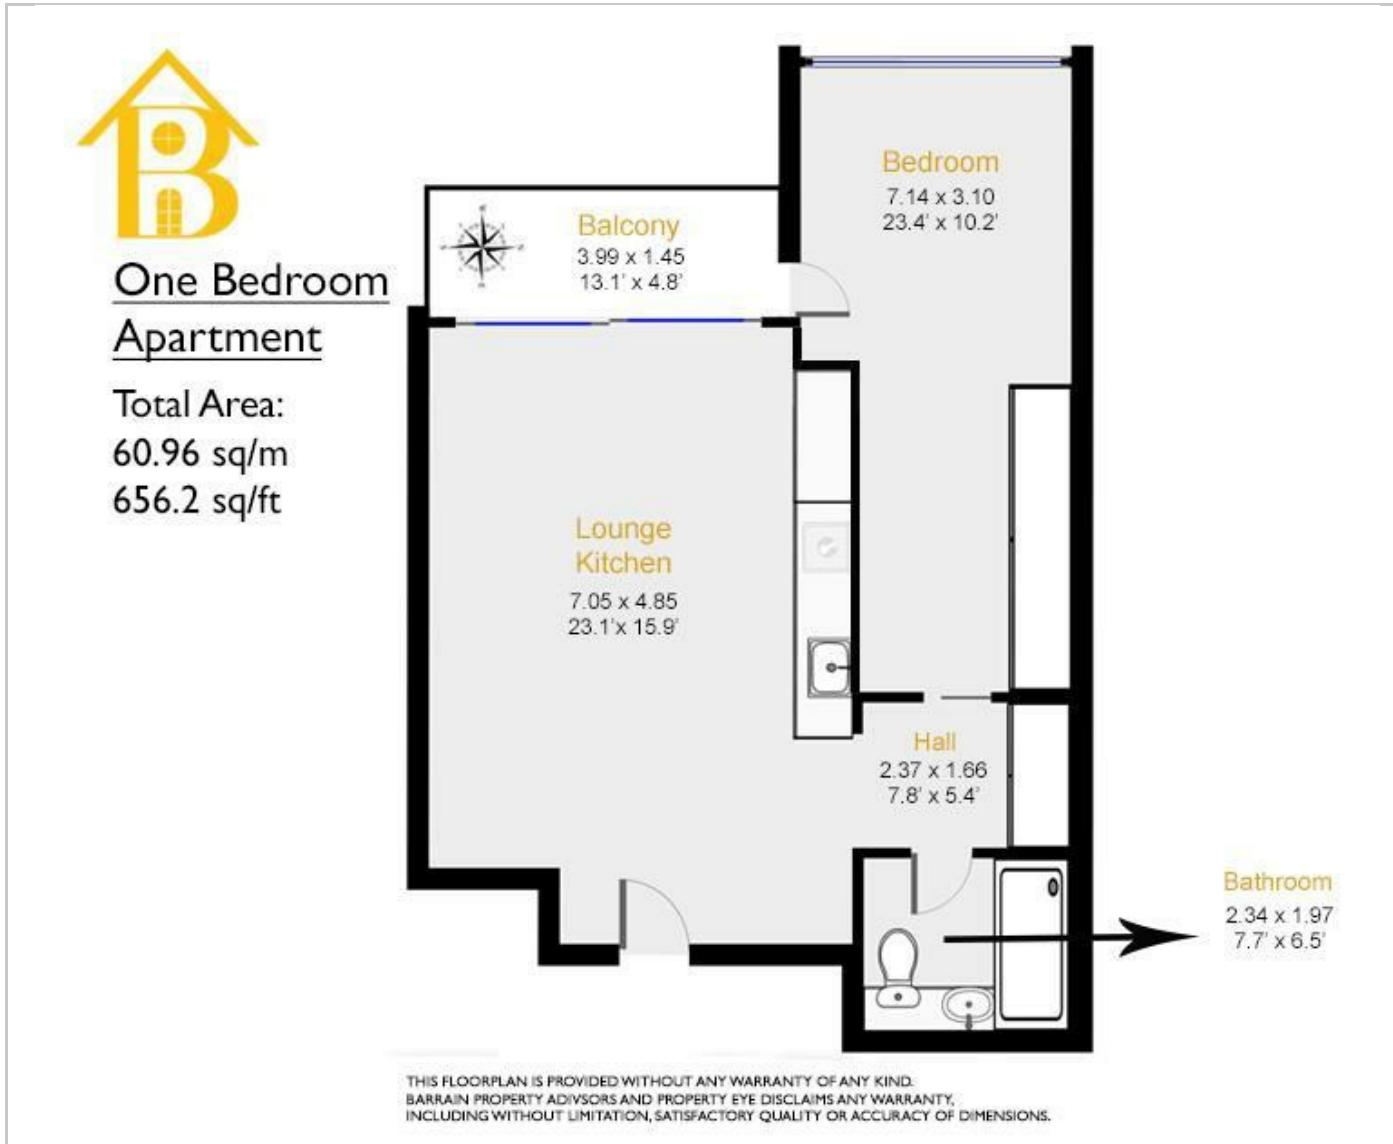 One Bedroom
Apartment
Total Area:
60.96 sq/m
656.2 sq/ft
Balcony
3.99 x 1.45
13.1' x 4.8'
Bedroom
7.14 x 3.10
23.4' x 10.2'
Lounge
Kitchen
7.05 x 4.85
23.1'x 15.9'
Hall
2.37 x 1.66
7.8' x 5.4'
Bathroom
2.34 x 1.97
7.7' x 6.5'
THIS FLOORPLAN IS PROVIDED WITHOUT ANY WARRANTY OF ANY KIND.
BARRAIN PROPERTY ADIVSORS AND PROPERTY EYE DISCLAIMS ANY WARRANTY,
INCLUDING WITHOUT LIMITATION, SATISFACTORY QUALITY OR ACCURACY OF DIMENSIONS.